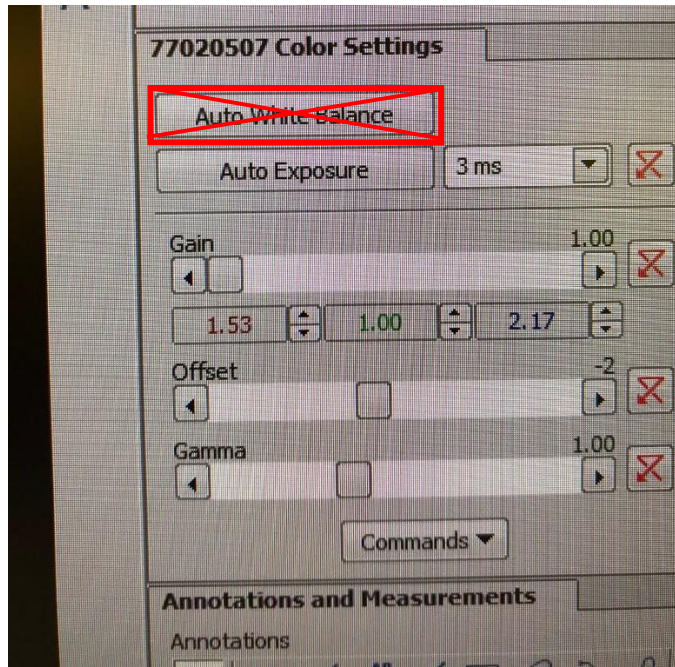 77020507 Color Settings
Auto White Balance
Auto Exposure 3 ms
Gain 1.00
1.53 1.00 2.17
Offset -2
Gamma 1.00
Commands
Annotations and Measurements
Annotations